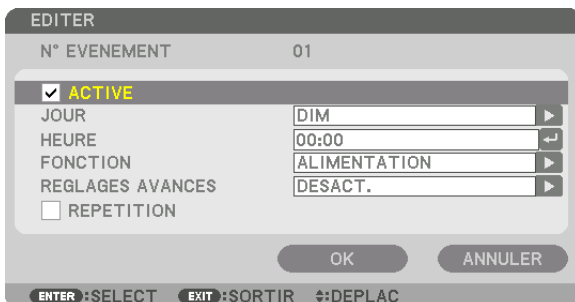 EDITER
N° EVENEMENT 01
ACTIVE
JOUR DIM
HEURE 00:00
FONCTION ALIMENTATION
REGLAGES AVANCES DESACT.
REPETITION
OK ANNULER
ENTER :SELECT EXIT :SORTIR :DEPLAC